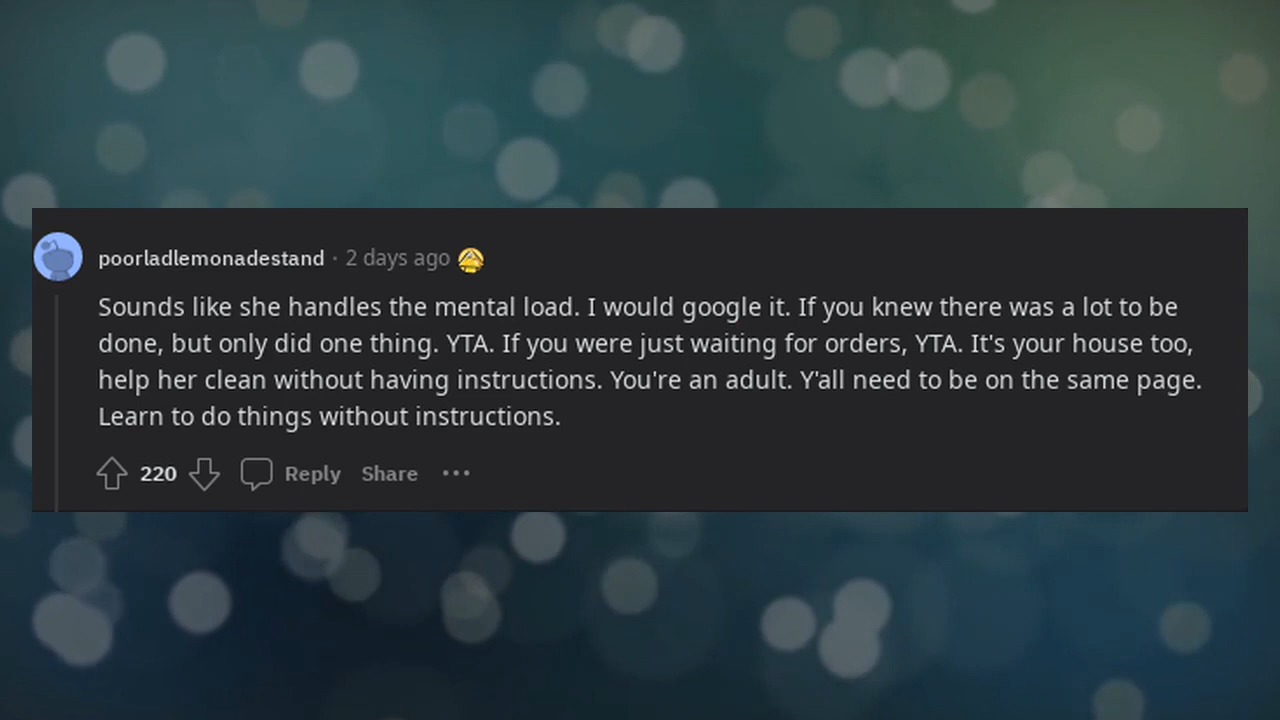 poorladlemonadestand · 2 days ago
Sounds like she handles the mental load. I would google it. If you knew there was a lot to be
done, but only did one thing. YTA. If you were just waiting for orders, YTA. It's your house too,
help her clean without having instructions. You're an adult. Y'all need to be on the same page.
Learn to do things without instructions.
220 Reply Share ···